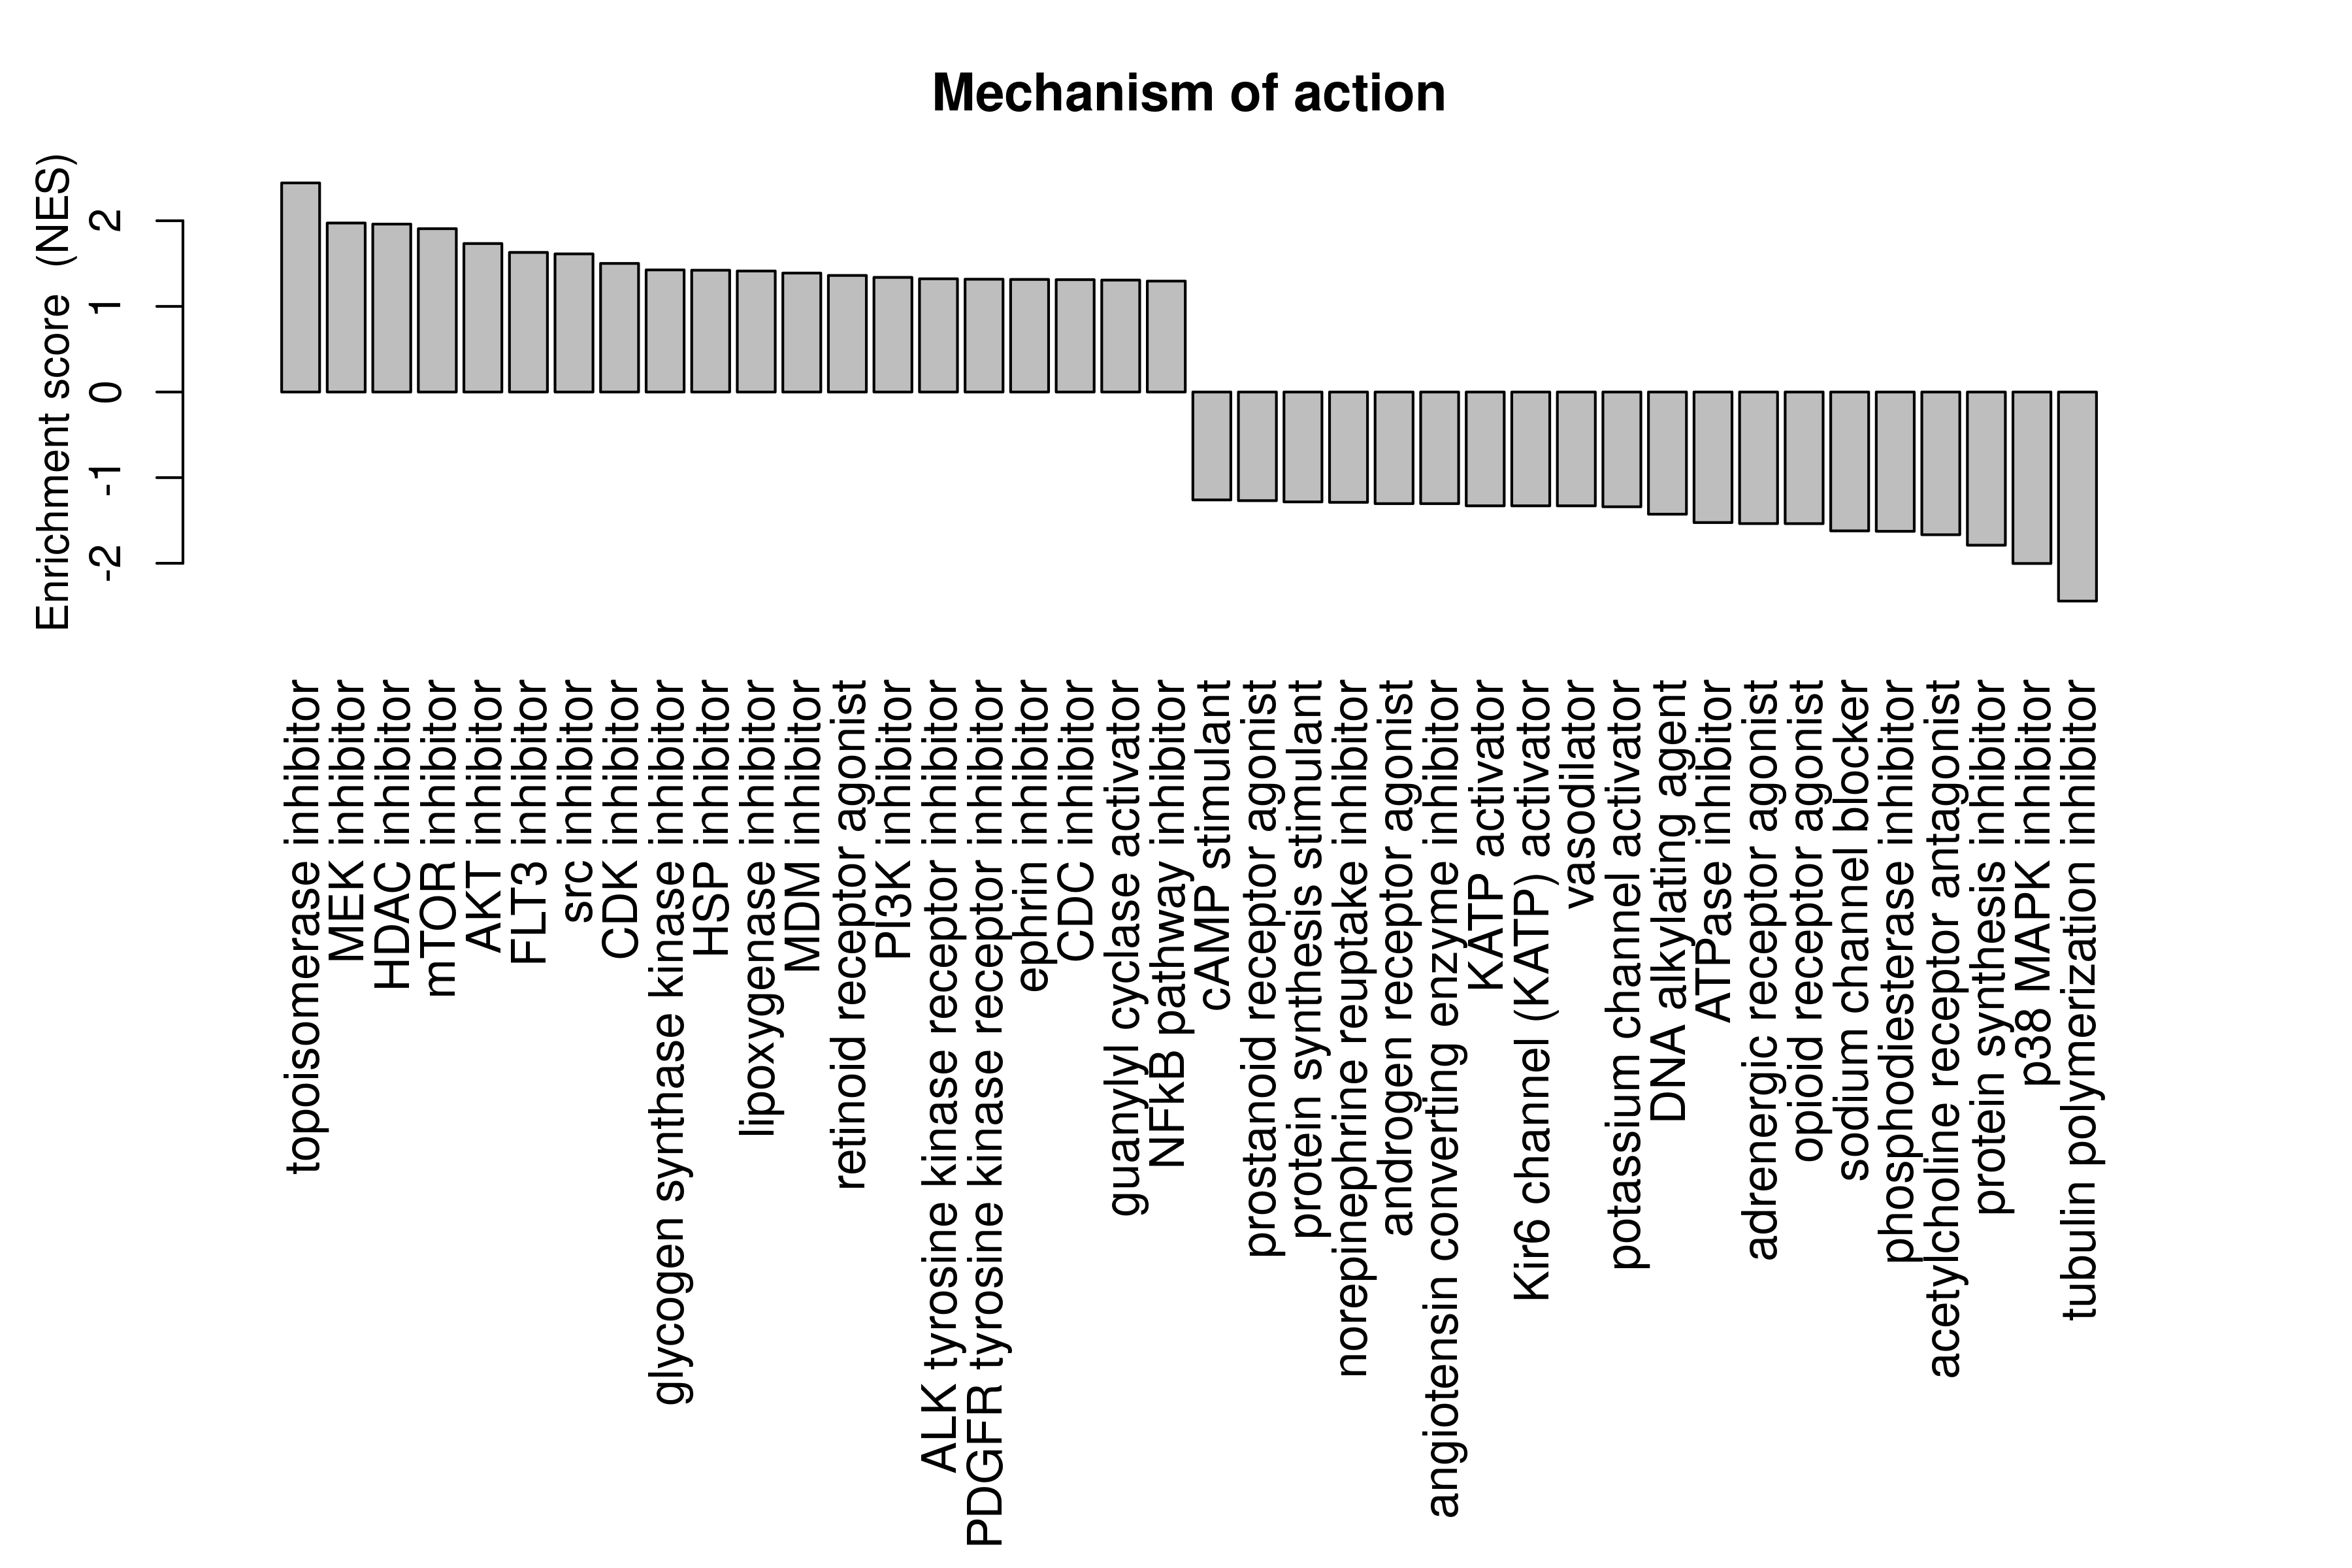 Mechanism of action
Enrichment score  (NES)
2
1
0
-1
-2
topoisomerase inhibitor
MEK inhibitor
HDAC inhibitor
mTOR inhibitor
AKT inhibitor
FLT3 inhibitor
src inhibitor
CDK inhibitor
glycogen synthase kinase inhibitor
HSP inhibitor
lipoxygenase inhibitor
MDM inhibitor
retinoid receptor agonist
PI3K inhibitor
ALK tyrosine kinase receptor inhibitor
PDGFR tyrosine kinase receptor inhibitor
ephrin inhibitor
CDC inhibitor
guanylyl cyclase activator
NFkB pathway inhibitor
cAMP stimulant
prostanoid receptor agonist
protein synthesis stimulant
norepinephrine reuptake inhibitor
androgen receptor agonist
angiotensin converting enzyme inhibitor
KATP activator
Kir6 channel (KATP) activator
vasodilator
potassium channel activator
DNA alkylating agent
ATPase inhibitor
adrenergic receptor agonist
opioid receptor agonist
sodium channel blocker
phosphodiesterase inhibitor
acetylcholine receptor antagonist
protein synthesis inhibitor
p38 MAPK inhibitor
tubulin polymerization inhibitor